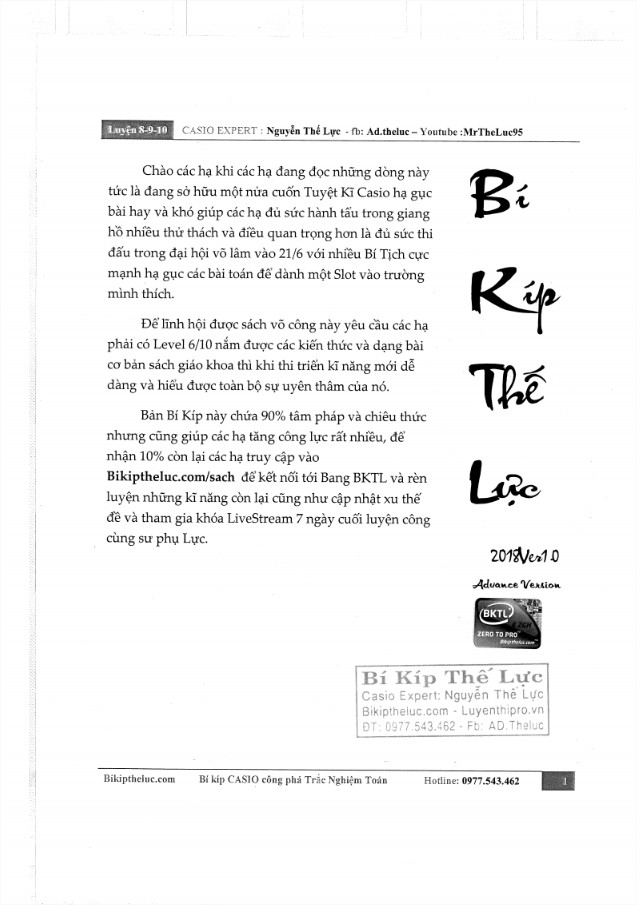 Luyện 8-9-10 CASIO EXPERT : Nguyễn Thế Lực - fb: Ad.theluc – Youtube :MrTheLuc95
Chào các hạ khi các hạ đang đọc những dòng này
tức là đang sở hữu một nửa cuốn Tuyệt Kĩ Casio hạ gục
bài hay và khó giúp các hạ đủ sức hành tẩu trong giang
hồ nhiều thử thách và điều quan trọng hơn là đủ sức thi
đấu trong đại hội võ lâm vào 21/6 với nhiều Bí Tịch cực
mạnh hạ gục các bài toán để dành một Slot vào trường
mình thích.
Để lĩnh hội được sách võ công này yêu cầu các hạ
phải có Level 6/10 nắm được các kiến thức và dạng bài
cơ bản sách giáo khoa thì khi thi triển kĩ năng mới dễ
dàng và hiểu được toàn bộ sự uyên thâm của nó.
Bản Bí Kíp này chứa 90% tâm pháp và chiêu thức
nhưng cũng giúp các hạ tăng công lực rất nhiều, để
nhận 10% còn lại các hạ truy cập vào
Bikiptheluc.com/sach để kết nối tới Bang BKTL và rèn
luyện những kĩ năng còn lại cũng như cập nhật xu thế
đề và tham gia khóa LiveStream 7 ngày cuối luyện công
cùng sư phụ Lực.
Bí
Kíp
Thế
Lực
2018Ver1.0
Advance Version
BKTL
ZERO TO PRO
Bikiptheluc.com
Bí Kíp Thế Lực
Casio Expert: Nguyễn Thế Lực
Bikiptheluc.com - Luyenthipro.vn
ĐT: 0977.543.462 - Fb: AD.Theluc
Bikiptheluc.com Bí kíp CASIO công phá Trắc Nghiệm Toán Hotline: 0977.543.462 1